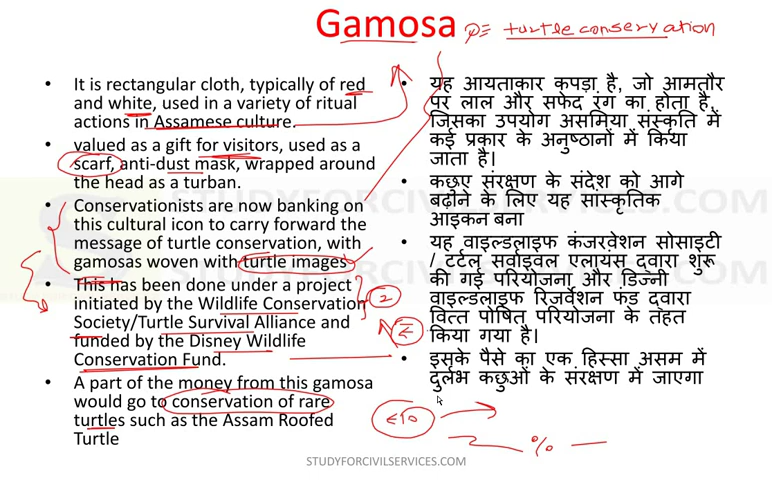 Gamosa P= turtle conservation
• It is rectangular cloth, typically of red
and white, used in a variety of ritual
actions in Assamese culture.
• valued as a gift for visitors, used as a
scarf, anti-dust mask, wrapped around
the head as a turban.
• Conservationists are now banking on
this cultural icon to carry forward the
message of turtle conservation, with
gamosas woven with turtle images
• This has been done under a project
initiated by the Wildlife Conservation
Society/Turtle Survival Alliance and
funded by the Disney Wildlife
Conservation Fund.
• A part of the money from this gamosa
would go to conservation of rare
turtles such as the Assam Roofed
Turtle
• यह आयताकार कपड़ा है, जो आमतौर
पर लाल और सफेद रंग का होता है,
जिसका उपयोग असमिया संस्कृति में
कई प्रकार के अनुष्ठानों में किया
जाता है।
• कछुए संरक्षण के संदेश को आगे
बढ़ाने के लिए यह सांस्कृतिक
आइकन बना
• यह वाइल्डलाइफ कंजरवेशन सोसाइटी
/ टर्टल सर्वाइवल एलायंस द्वारा शुरू
की गई परियोजना और डिज्नी
वाइल्डलाइफ रिजर्वेशन फंड द्वारा
वित्त पोषित परियोजना के तहत
किया गया है।
• इसके पैसे का एक हिस्सा असम में
दुर्लभ कछुओं के संरक्षण में जाएगा
2
%
STUDYFORCIVILSERVICES.COM